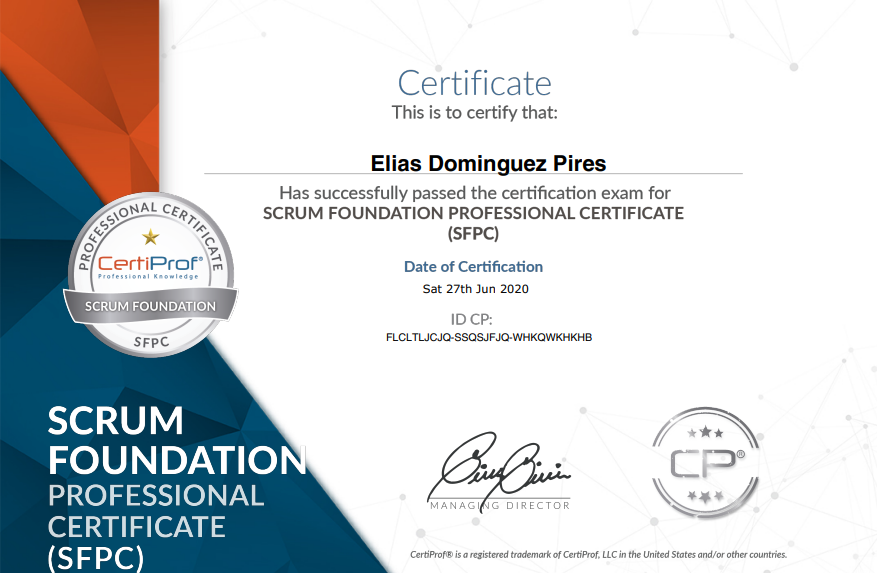 Certificate
This is to certify that:
Elias Dominguez Pires
Has successfully passed the certification exam for
SCRUM FOUNDATION PROFESSIONAL CERTIFICATE
(SFPC)
Date of Certification
Sat 27th Jun 2020
ID CP:
FLCLTLJCJQ-SSQSJFJQ-WHKQWKHKHB
PROFESSIONAL CERTIFICATE
CertiProf®
Professional Knowledge
SCRUM FOUNDATION
SFPC
SCRUM
FOUNDATION
PROFESSIONAL
CERTIFICATE
(SFPC)
MANAGING DIRECTOR
CP®
CertiProf® is a registered trademark of CertiProf, LLC in the United States and/or other countries.